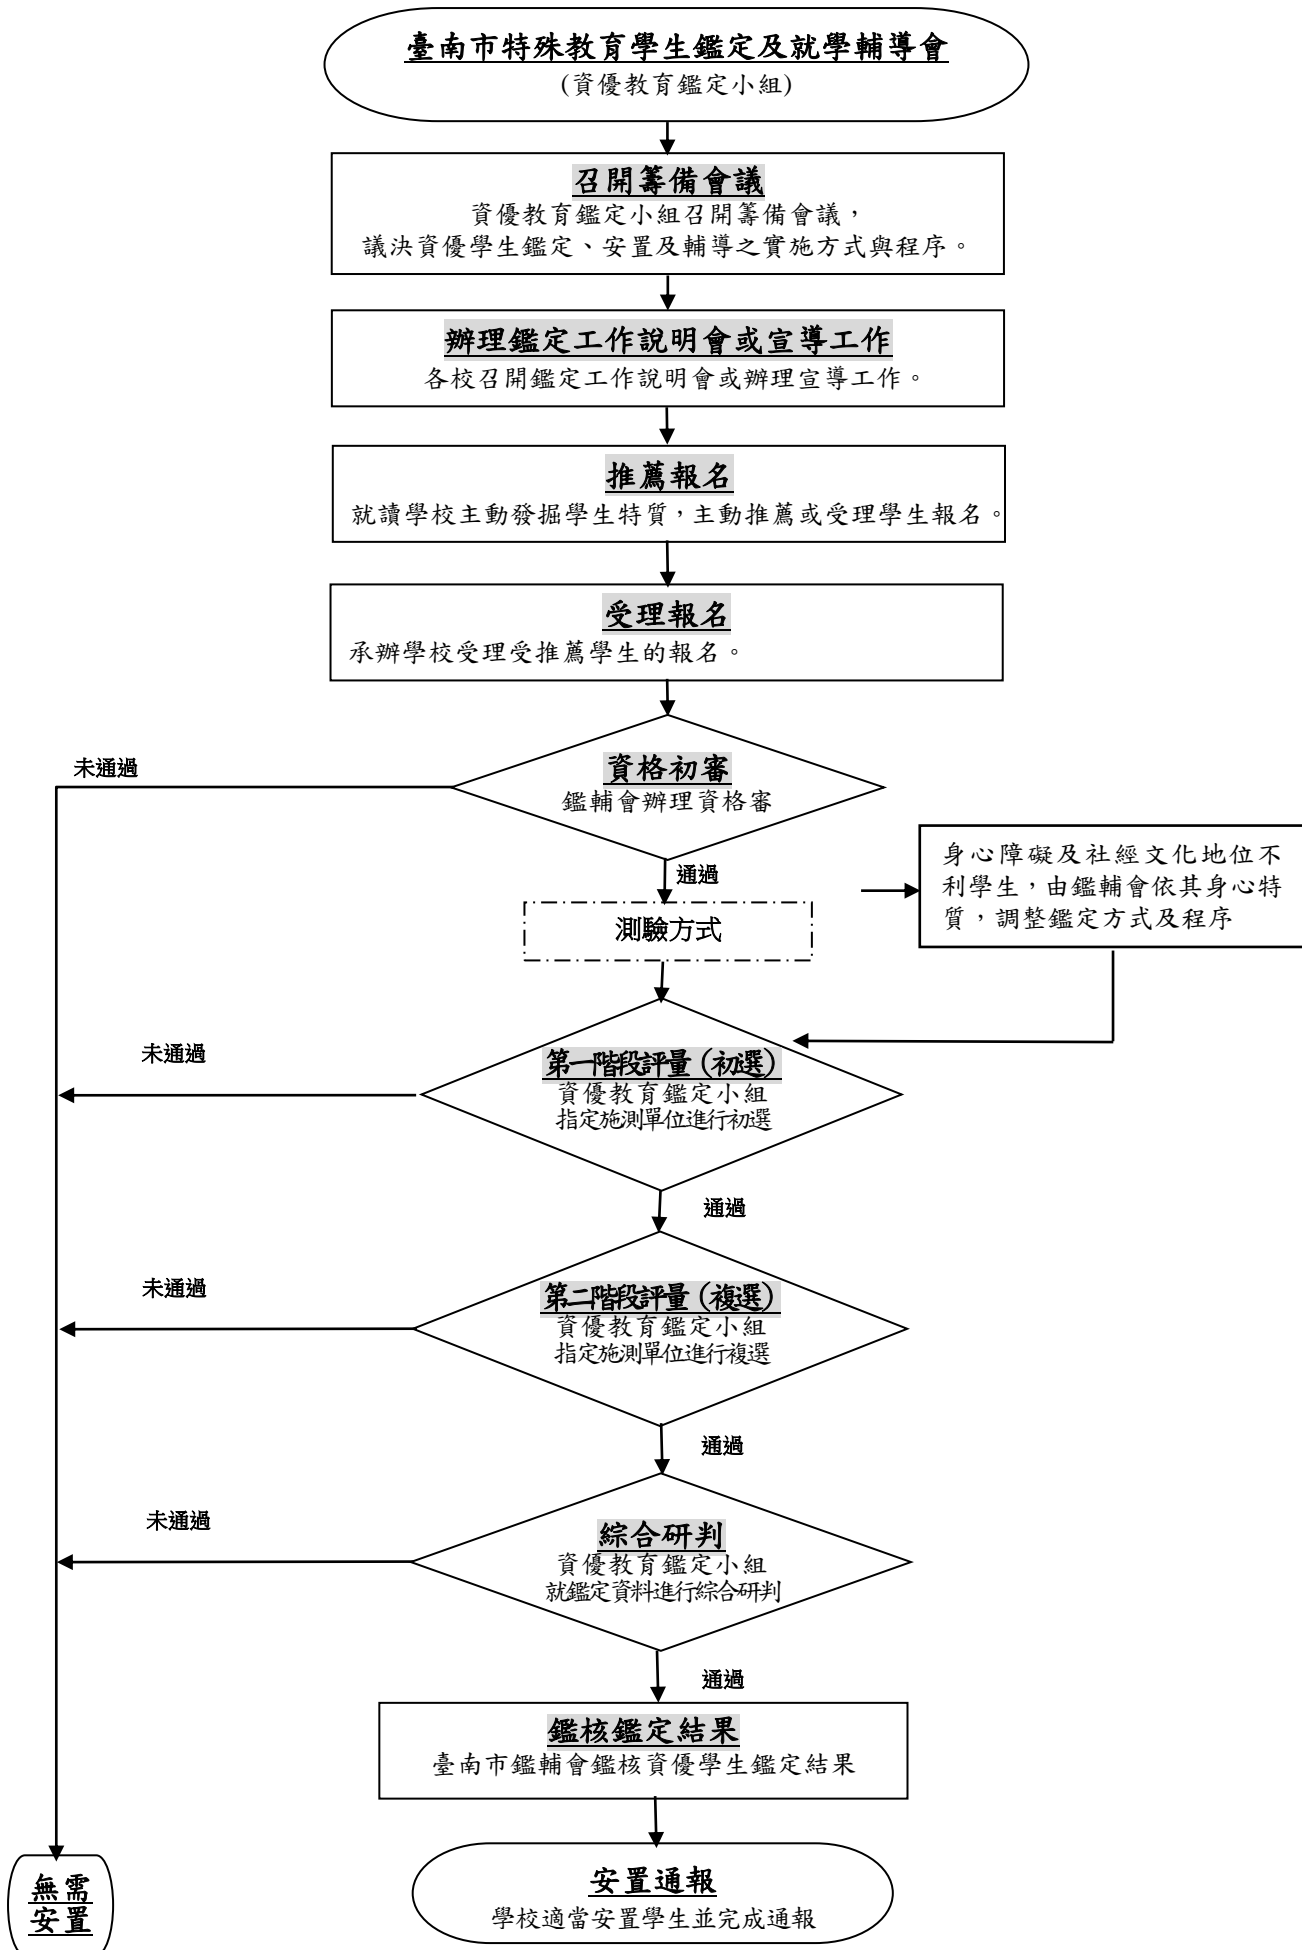 臺南市特殊教育學生鑑定及就學輔導會
(資優教育鑑定小組)
召開籌備會議
資優教育鑑定小組召開籌備會議，
議決資優學生鑑定、安置及輔導之實施方式與程序。
辦理鑑定工作說明會或宣導工作
各校召開鑑定工作說明會或辦理宣導工作。
推薦報名
就讀學校主動發掘學生特質，主動推薦或受理學生報名。
受理報名
承辦學校受理受推薦學生的報名。
未通過
資格初審
鑑輔會辦理資格審
通過
身心障礙及社經文化地位不
利學生，由鑑輔會依其身心特
質，調整鑑定方式及程序
測驗方式
未通過
第一階段評量（初選）
資優教育鑑定小組
指定施測單位進行初選
通過
未通過
第二階段評量（複選）
資優教育鑑定小組
指定施測單位進行複選
通過
未通過
綜合研判
資優教育鑑定小組
就鑑定資料進行綜合研判
通過
鑑核鑑定結果
臺南市鑑輔會鑑核資優學生鑑定結果
無需
安置
安置通報
學校適當安置學生並完成通報